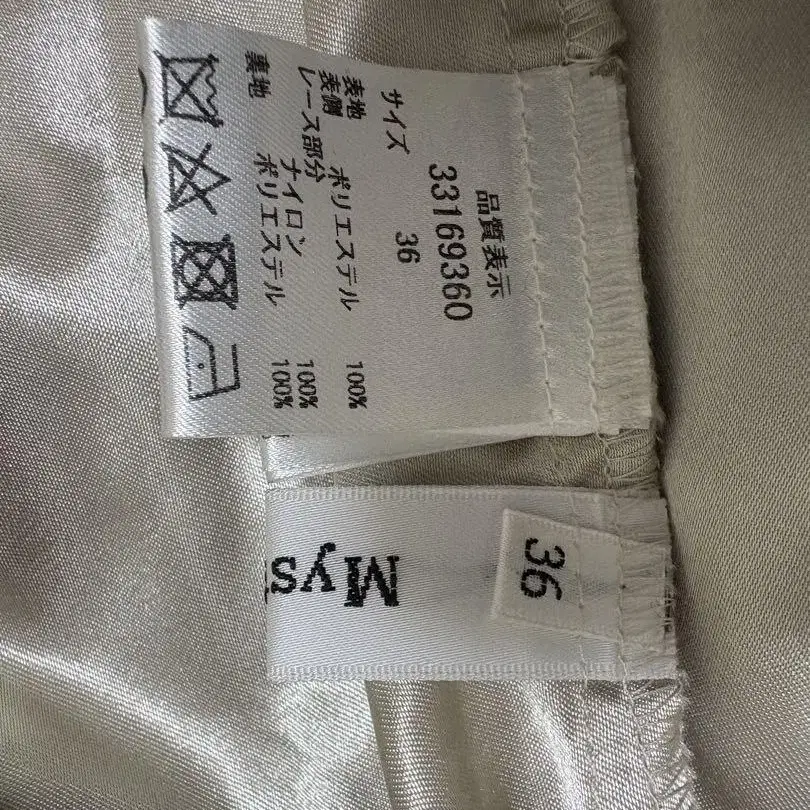 品質表示
33169360
サイズ 36
表地 ポリエステル 100%
表側
レース部分 ナイロン 100%
裏地 ポリエステル 100%
36
Mys